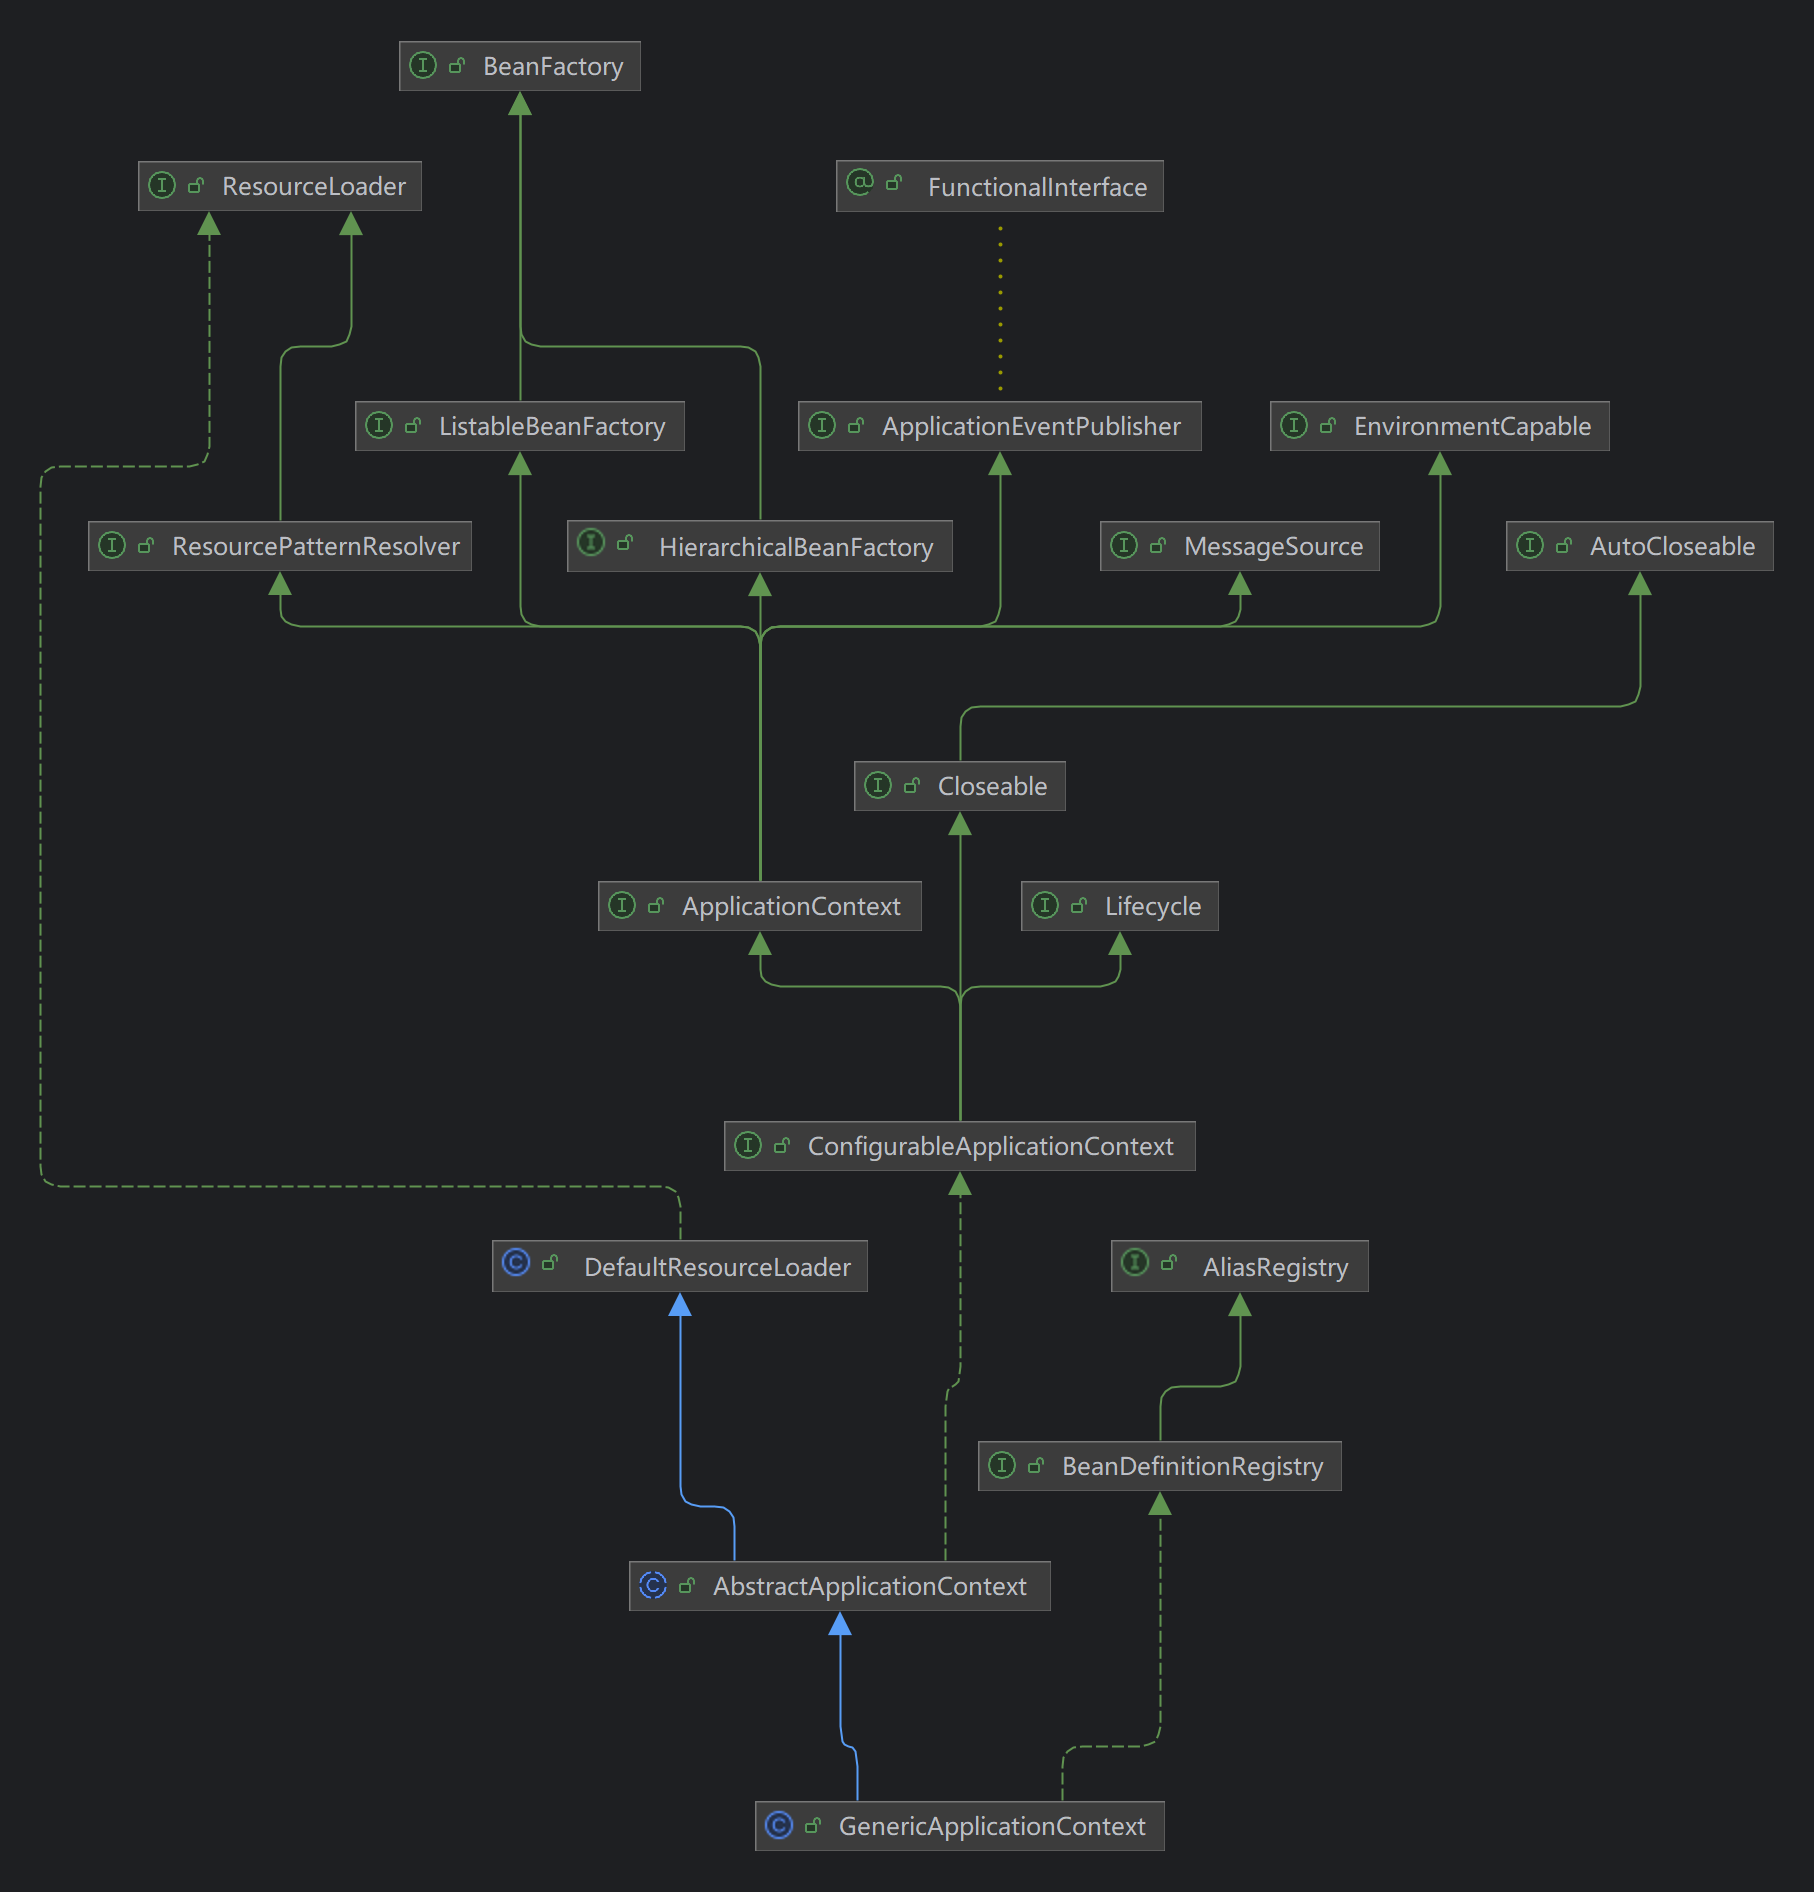 BeanFactory
ResourceLoader
FunctionalInterface
ListableBeanFactory
ApplicationEventPublisher
EnvironmentCapable
ResourcePatternResolver
HierarchicalBeanFactory
MessageSource
AutoCloseable
Closeable
ApplicationContext
Lifecycle
ConfigurableApplicationContext
DefaultResourceLoader
AliasRegistry
BeanDefinitionRegistry
AbstractApplicationContext
GenericApplicationContext